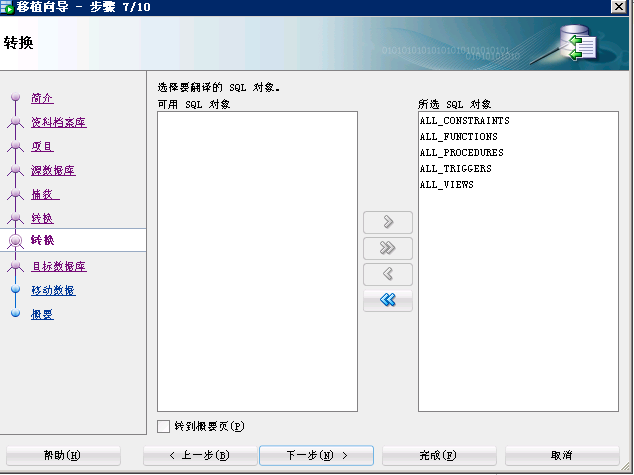 移植向导 - 步骤 7/10
转换
0101010101010101010101010101
简介
资料档案库
项目
源数据库
捕获
转换
转换
目标数据库
移动数据
概要
选择要翻译的 SQL 对象。
可用 SQL 对象
所选 SQL 对象
ALL_CONSTRAINTS
ALL_FUNCTIONS
ALL_PROCEDURES
ALL_TRIGGERS
ALL_VIEWS
转到概要页(P)
帮助(H)
< 上一步(B)
下一步(N) >
完成(F)
取消